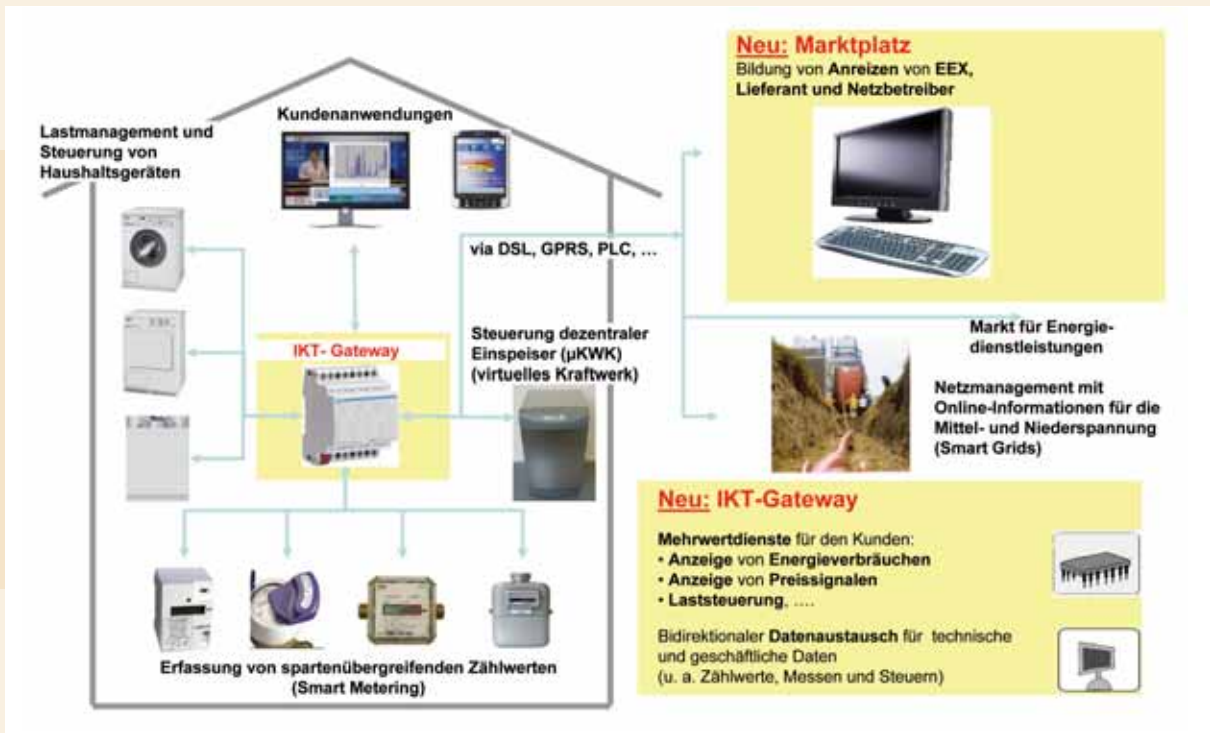 Lastmanagement und
Steuerung von
Haushaltsgeräten
Kundenanwendungen
via DSL, GPRS, PLC, …
IKT- Gateway
Steuerung dezentraler
Einspeiser (µKWK)
(virtuelles Kraftwerk)
Erfassung von spartenübergreifenden Zählwerten
(Smart Metering)
Neu: Marktplatz
Bildung von Anreizen von EEX,
Lieferant und Netzbetreiber
Markt für Energie-
dienstleistungen
Netzmanagement mit
Online-Informationen für die
Mittel- und Niederspannung
(Smart Grids)
Neu: IKT-Gateway
Mehrwertdienste für den Kunden:
• Anzeige von Energieverbräuchen
• Anzeige von Preissignalen
• Laststeuerung, ….
Bidirektionaler Datenaustausch für technische
und geschäftliche Daten
(u. a. Zählwerte, Messen und Steuern)